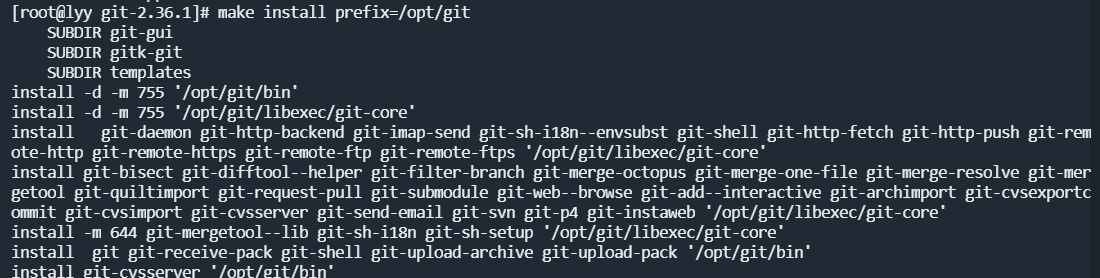 [root@lyy git-2.36.1]# make install prefix=/opt/git
SUBDIR git-gui
SUBDIR gitk-git
SUBDIR templates
install -d -m 755 '/opt/git/bin'
install -d -m 755 '/opt/git/libexec/git-core'
install   git-daemon git-http-backend git-imap-send git-sh-i18n--envsubst git-shell git-http-fetch git-http-push git-rem
ote-http git-remote-https git-remote-ftp git-remote-ftps '/opt/git/libexec/git-core'
install git-bisect git-difftool--helper git-filter-branch git-merge-octopus git-merge-one-file git-merge-resolve git-mer
getool git-quiltimport git-request-pull git-submodule git-web--browse git-add--interactive git-archimport git-cvsexportc
ommit git-cvsimport git-cvsserver git-send-email git-svn git-p4 git-instaweb '/opt/git/libexec/git-core'
install -m 644 git-mergetool--lib git-sh-i18n git-sh-setup '/opt/git/libexec/git-core'
install  git git-receive-pack git-shell git-upload-archive git-upload-pack '/opt/git/bin'
install git-cvsserver '/opt/git/bin'